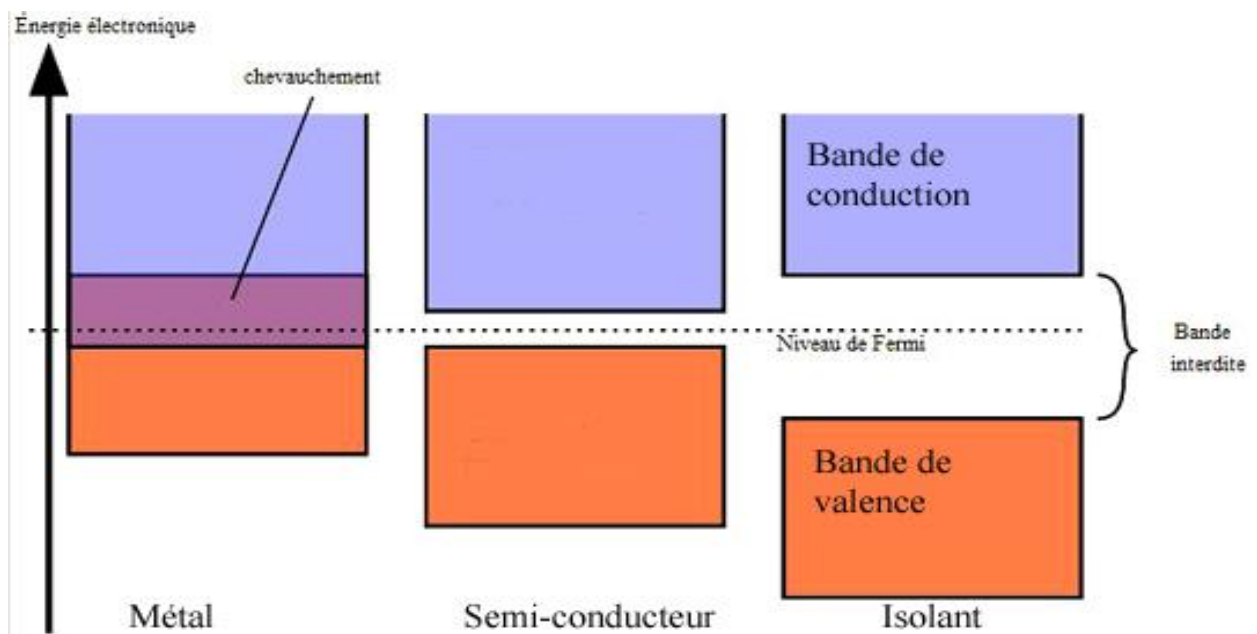 Énergie électronique
chevauchement
Bande de
conduction
Niveau de Fermi
Bande
interdite
Bande de
valence
Métal
Semi-conducteur
Isolant